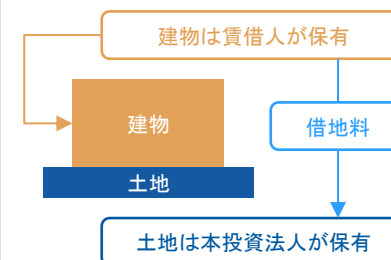 建物は賃借人が保有
建物
借地料
土地
土地は本投資法人が保有